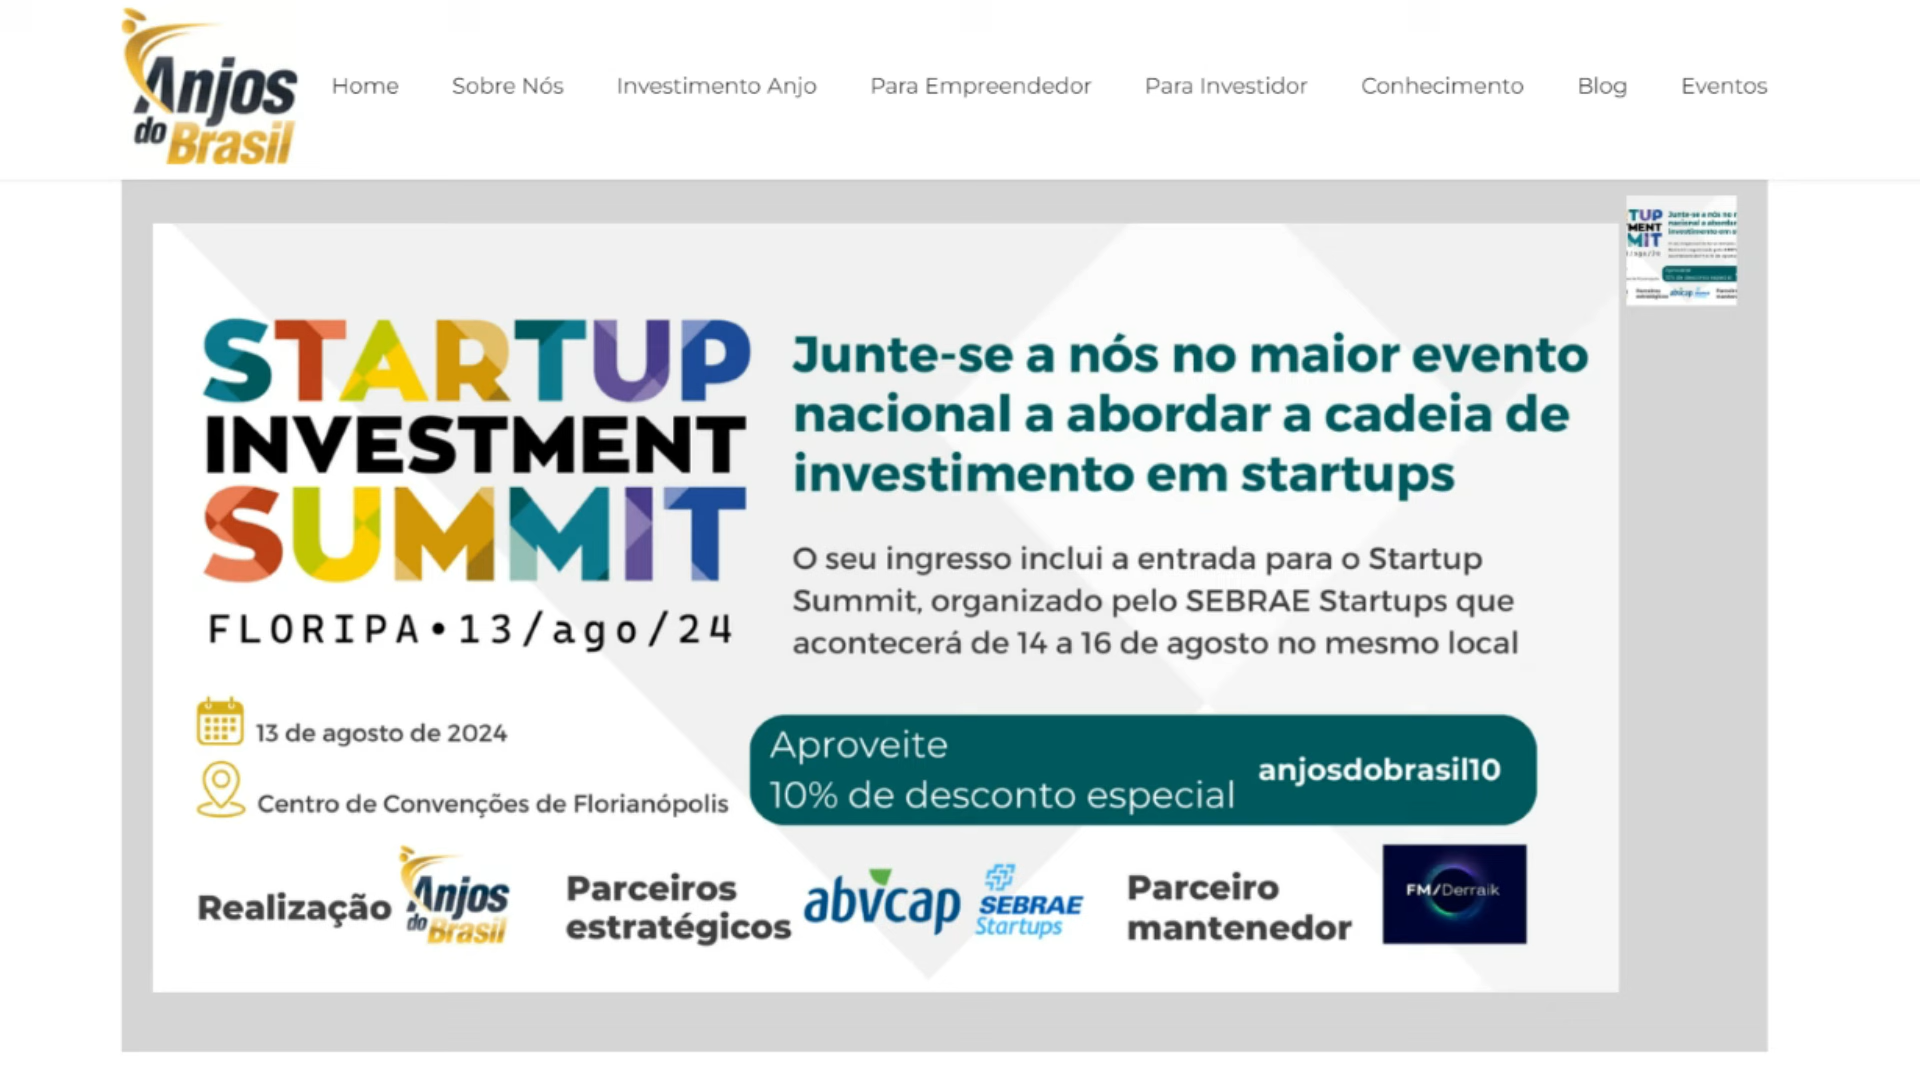 Anjos
do Brasil
Home Sobre Nós Investimento Anjo Para Empreendedor Para Investidor Conhecimento Blog Eventos
STARTUP
INVESTMENT
SUMMIT
FLORIPA•13/ago/24
Junte-se a nós no maior evento
nacional a abordar a cadeia de
investimento em startups
O seu ingresso inclui a entrada para o Startup
Summit, organizado pelo SEBRAE Startups que
acontecerá de 14 a 16 de agosto no mesmo local
13 de agosto de 2024
Centro de Convenções de Florianópolis
Aproveite
10% de desconto especial
anjosdobrasil10
Realização
Anjos
do Brasil
Parceiros
estratégicos
abvcap
SEBRAE
Startups
Parceiro
mantenedor
FM/Derraik
TUP
MENT
MIT